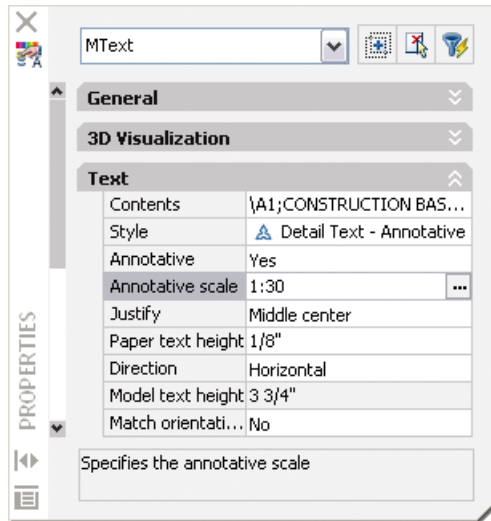 MText
General
3D Visualization
Text
Contents \A1;CONSTRUCTION BAS...
Style Detail Text - Annotative
Annotative Yes
Annotative scale 1:30 ...
Justify Middle center
Paper text height 1/8"
Direction Horizontal
Model text height 3 3/4"
Match orientati... No
Specifies the annotative scale
PROPERTIES